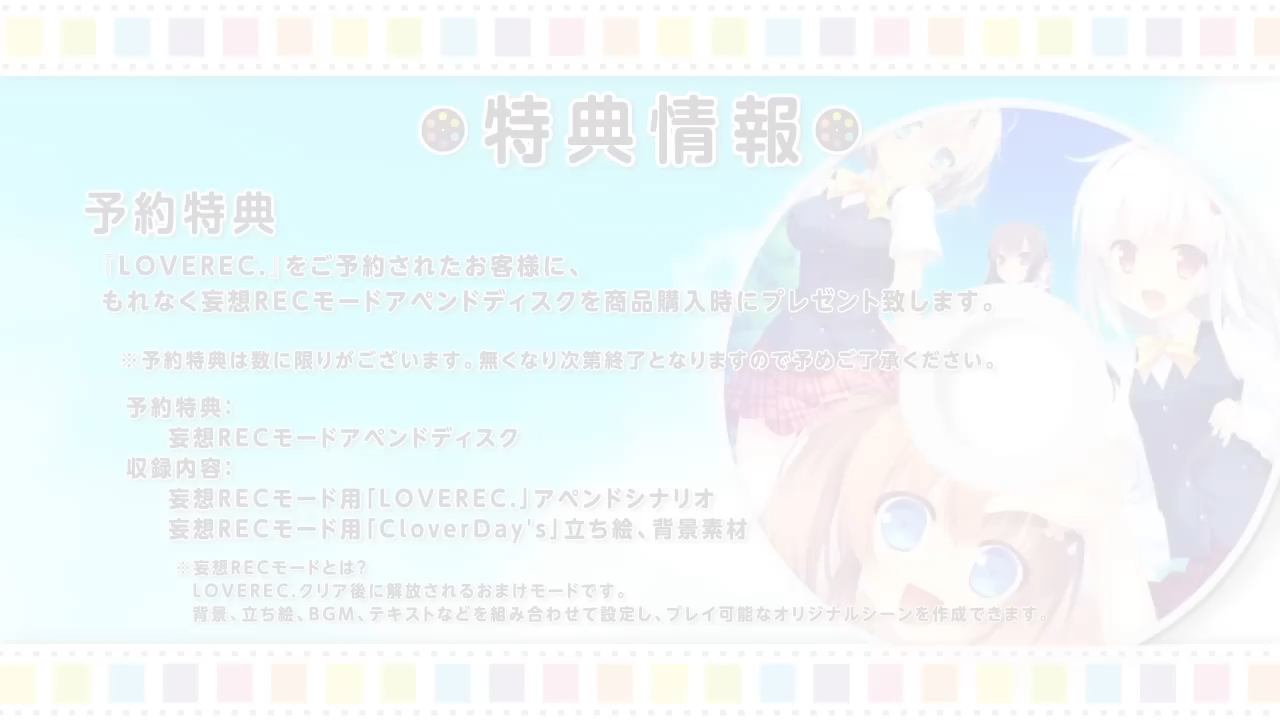 特典情報
予約特典
『LOVEREC.』をご予約されたお客様に、
もれなく妄想RECモードアペンドディスクを商品購入時にプレゼント致します。
※予約特典は数に限りがございます。無くなり次第終了となりますので予めご了承ください。
予約特典:
妄想RECモードアペンドディスク
収録内容:
妄想RECモード用「LOVEREC.」アペンドシナリオ
妄想RECモード用「CloverDay's」立ち絵、背景素材
※妄想RECモードとは?
LOVEREC.クリア後に解放されるおまけモードです。
背景、立ち絵、BGM、テキストなどを組み合わせて設定し、プレイ可能なオリジナルシーンを作成できます。